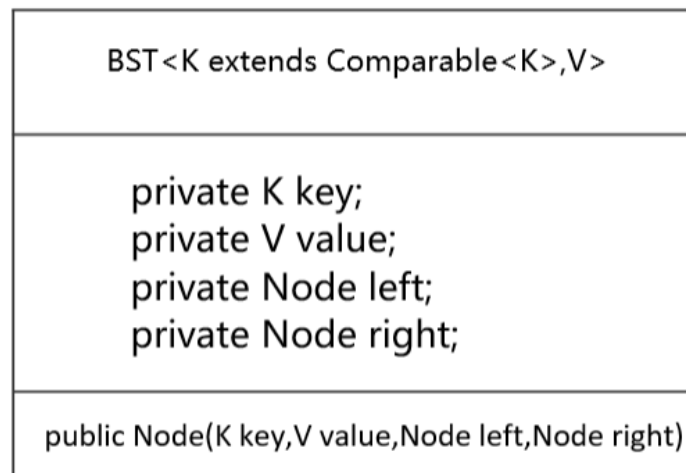 BST<K extends Comparable<K>,V>
private K key;
private V value;
private Node left;
private Node right;
public Node(K key,V value,Node left,Node right)